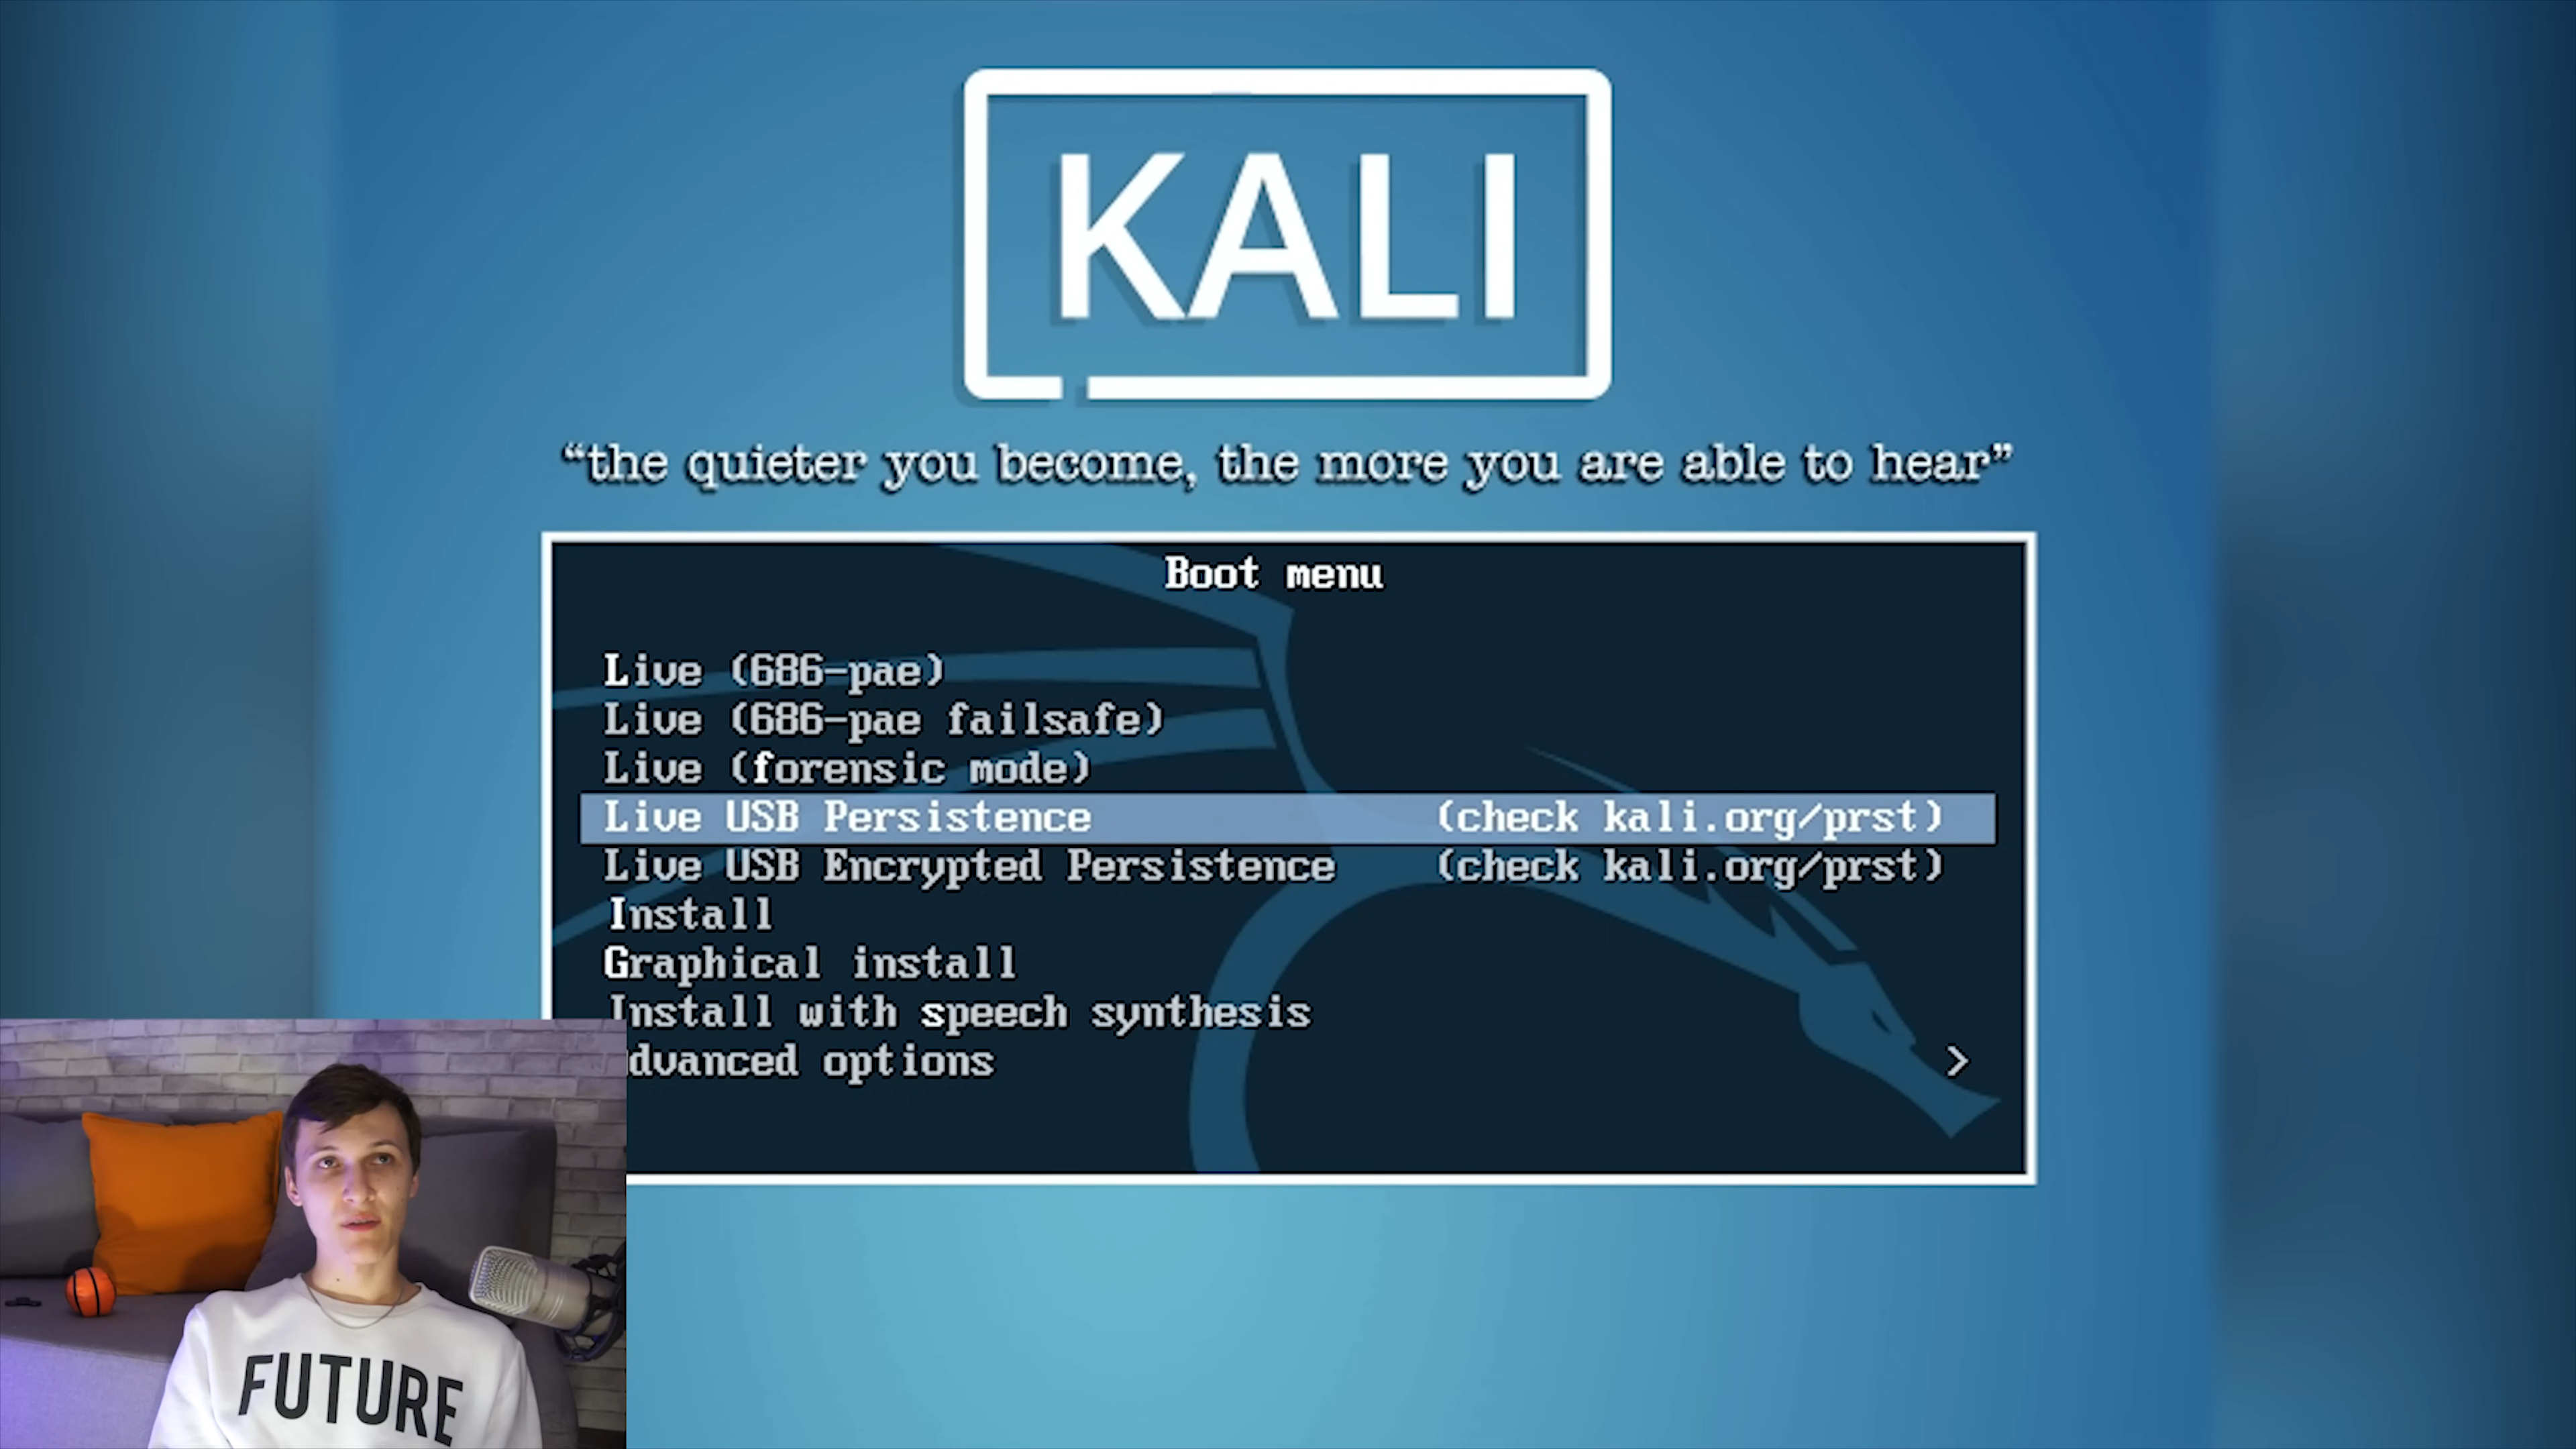 KALI
“the quieter you become, the more you are able to hear”
Boot menu
Live (686-pae)
Live (686-pae failsafe)
Live (forensic mode)
Live USB Persistence (check kali.org/prst)
Live USB Encrypted Persistence (check kali.org/prst)
Install
Graphical install
Install with speech synthesis
dvanced options >
FUTURE